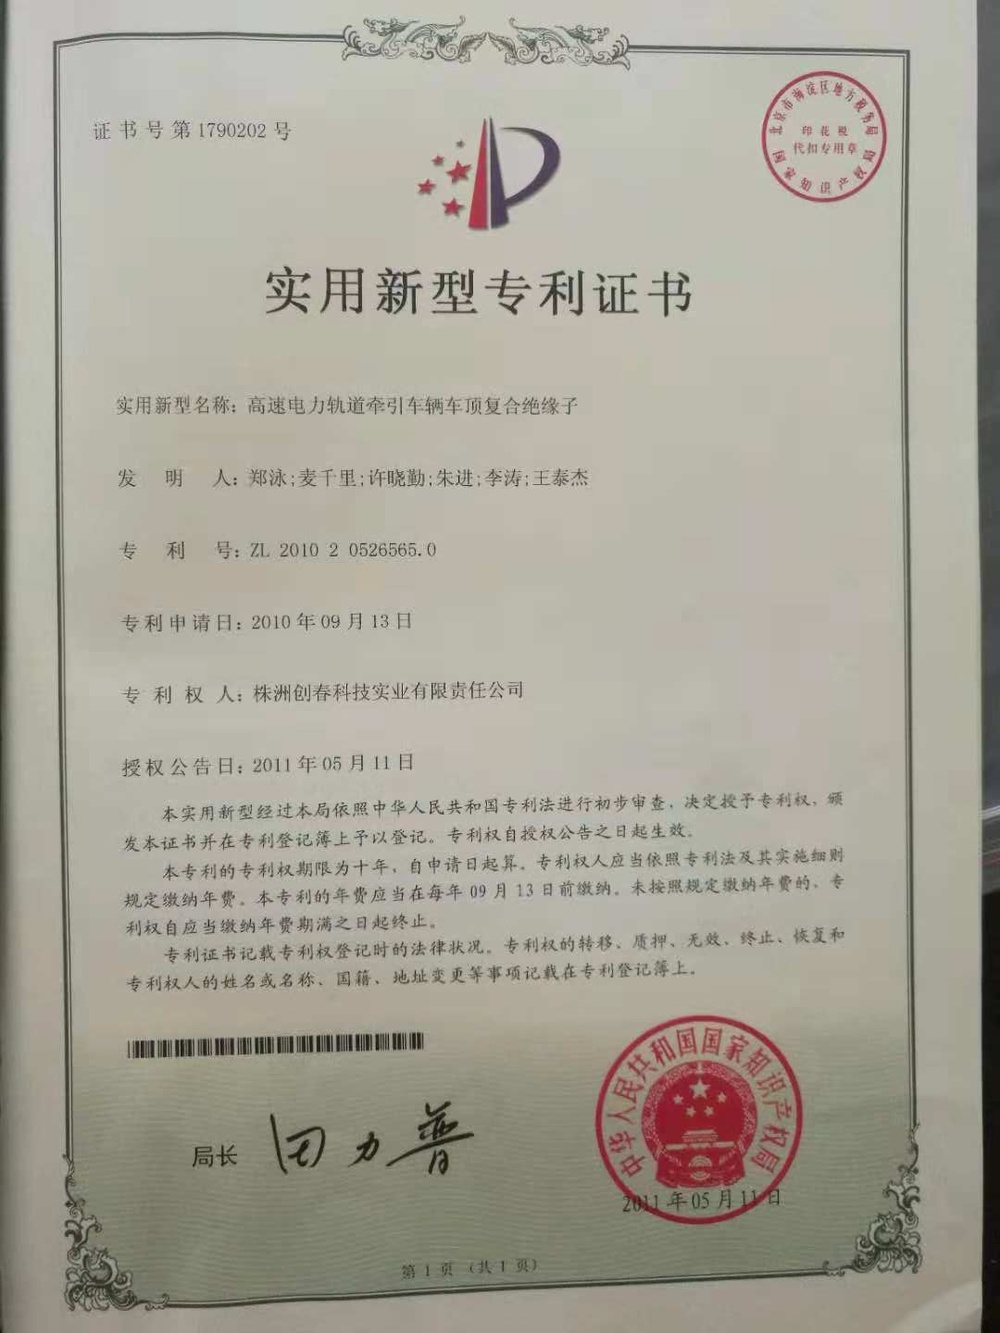 证书号第1790202号
北京市海淀区地方税务局
印花税
代扣专用章
国家知识产权局
实用新型专利证书
实用新型名称：高速电力轨道牵引车辆车顶复合绝缘子
发明人：郑泳;麦千里;许晓勤;朱进;李涛;王泰杰
专利号：ZL 2010 2 0526565.0
专利申请日：2010年09月13日
专利权人：株洲创春科技实业有限责任公司
授权公告日：2011年05月11日
本实用新型经过本局依照中华人民共和国专利法进行初步审查，决定授予专利权，颁
发本证书并在专利登记簿上予以登记。专利权自授权公告之日起生效。
本专利的专利权期限为十年，自申请日起算。专利权人应当依照专利法及其实施细则
规定缴纳年费。本专利的年费应当在每年09月13日前缴纳。未按照规定缴纳年费的，专
利权自应当缴纳年费期满之日起终止。
专利证书记载专利权登记时的法律状况。专利权的转移、质押、无效、终止、恢复和
专利权人的姓名或名称、国籍、地址变更等事项记载在专利登记簿上。
局长 田力普
中华人民共和国国家知识产权局
2011年05月11日
第1页（共1页）